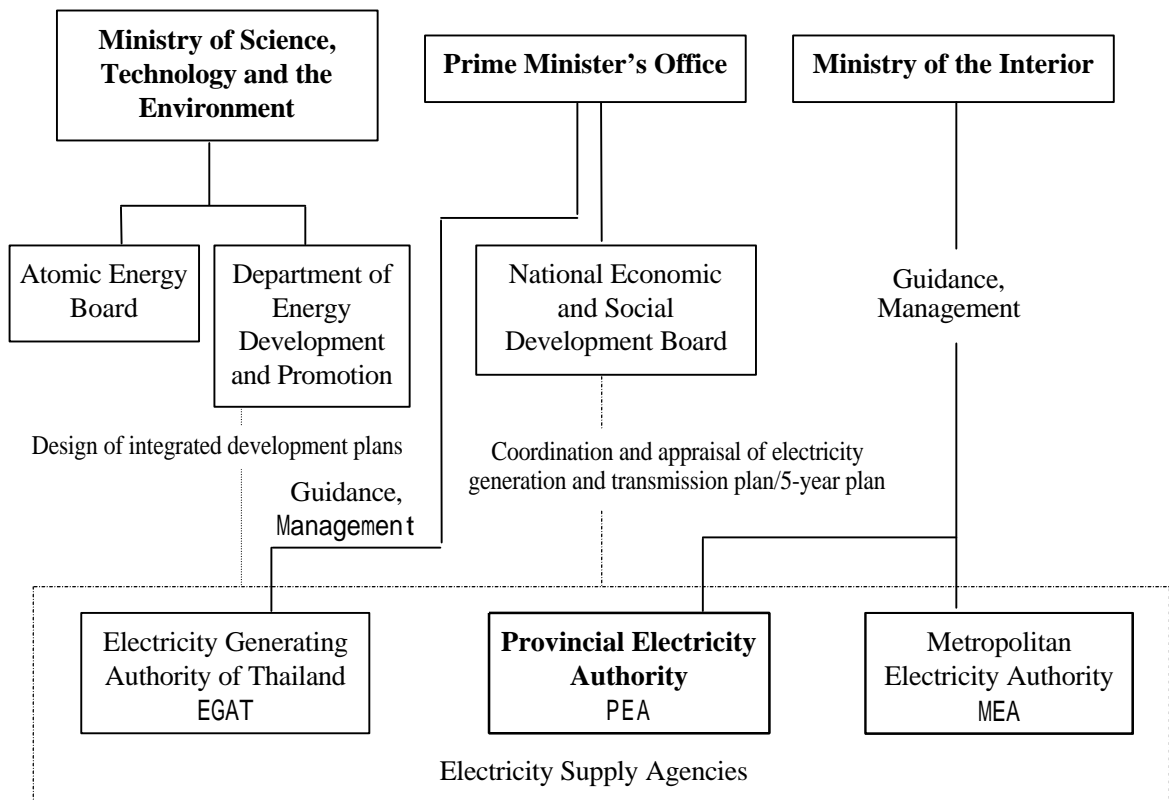 Ministry of Science,
Technology and the
Environment
Prime Minister’s Office
Ministry of the Interior
Atomic Energy
Board
Department of
Energy
Development
and Promotion
National Economic
and Social
Development Board
Guidance,
Management
Design of integrated development plans
Coordination and appraisal of electricity
generation and transmission plan/5-year plan
Guidance,
Management
Electricity Generating
Authority of Thailand
EGAT
Provincial Electricity
Authority
PEA
Metropolitan
Electricity Authority
MEA
Electricity Supply Agencies